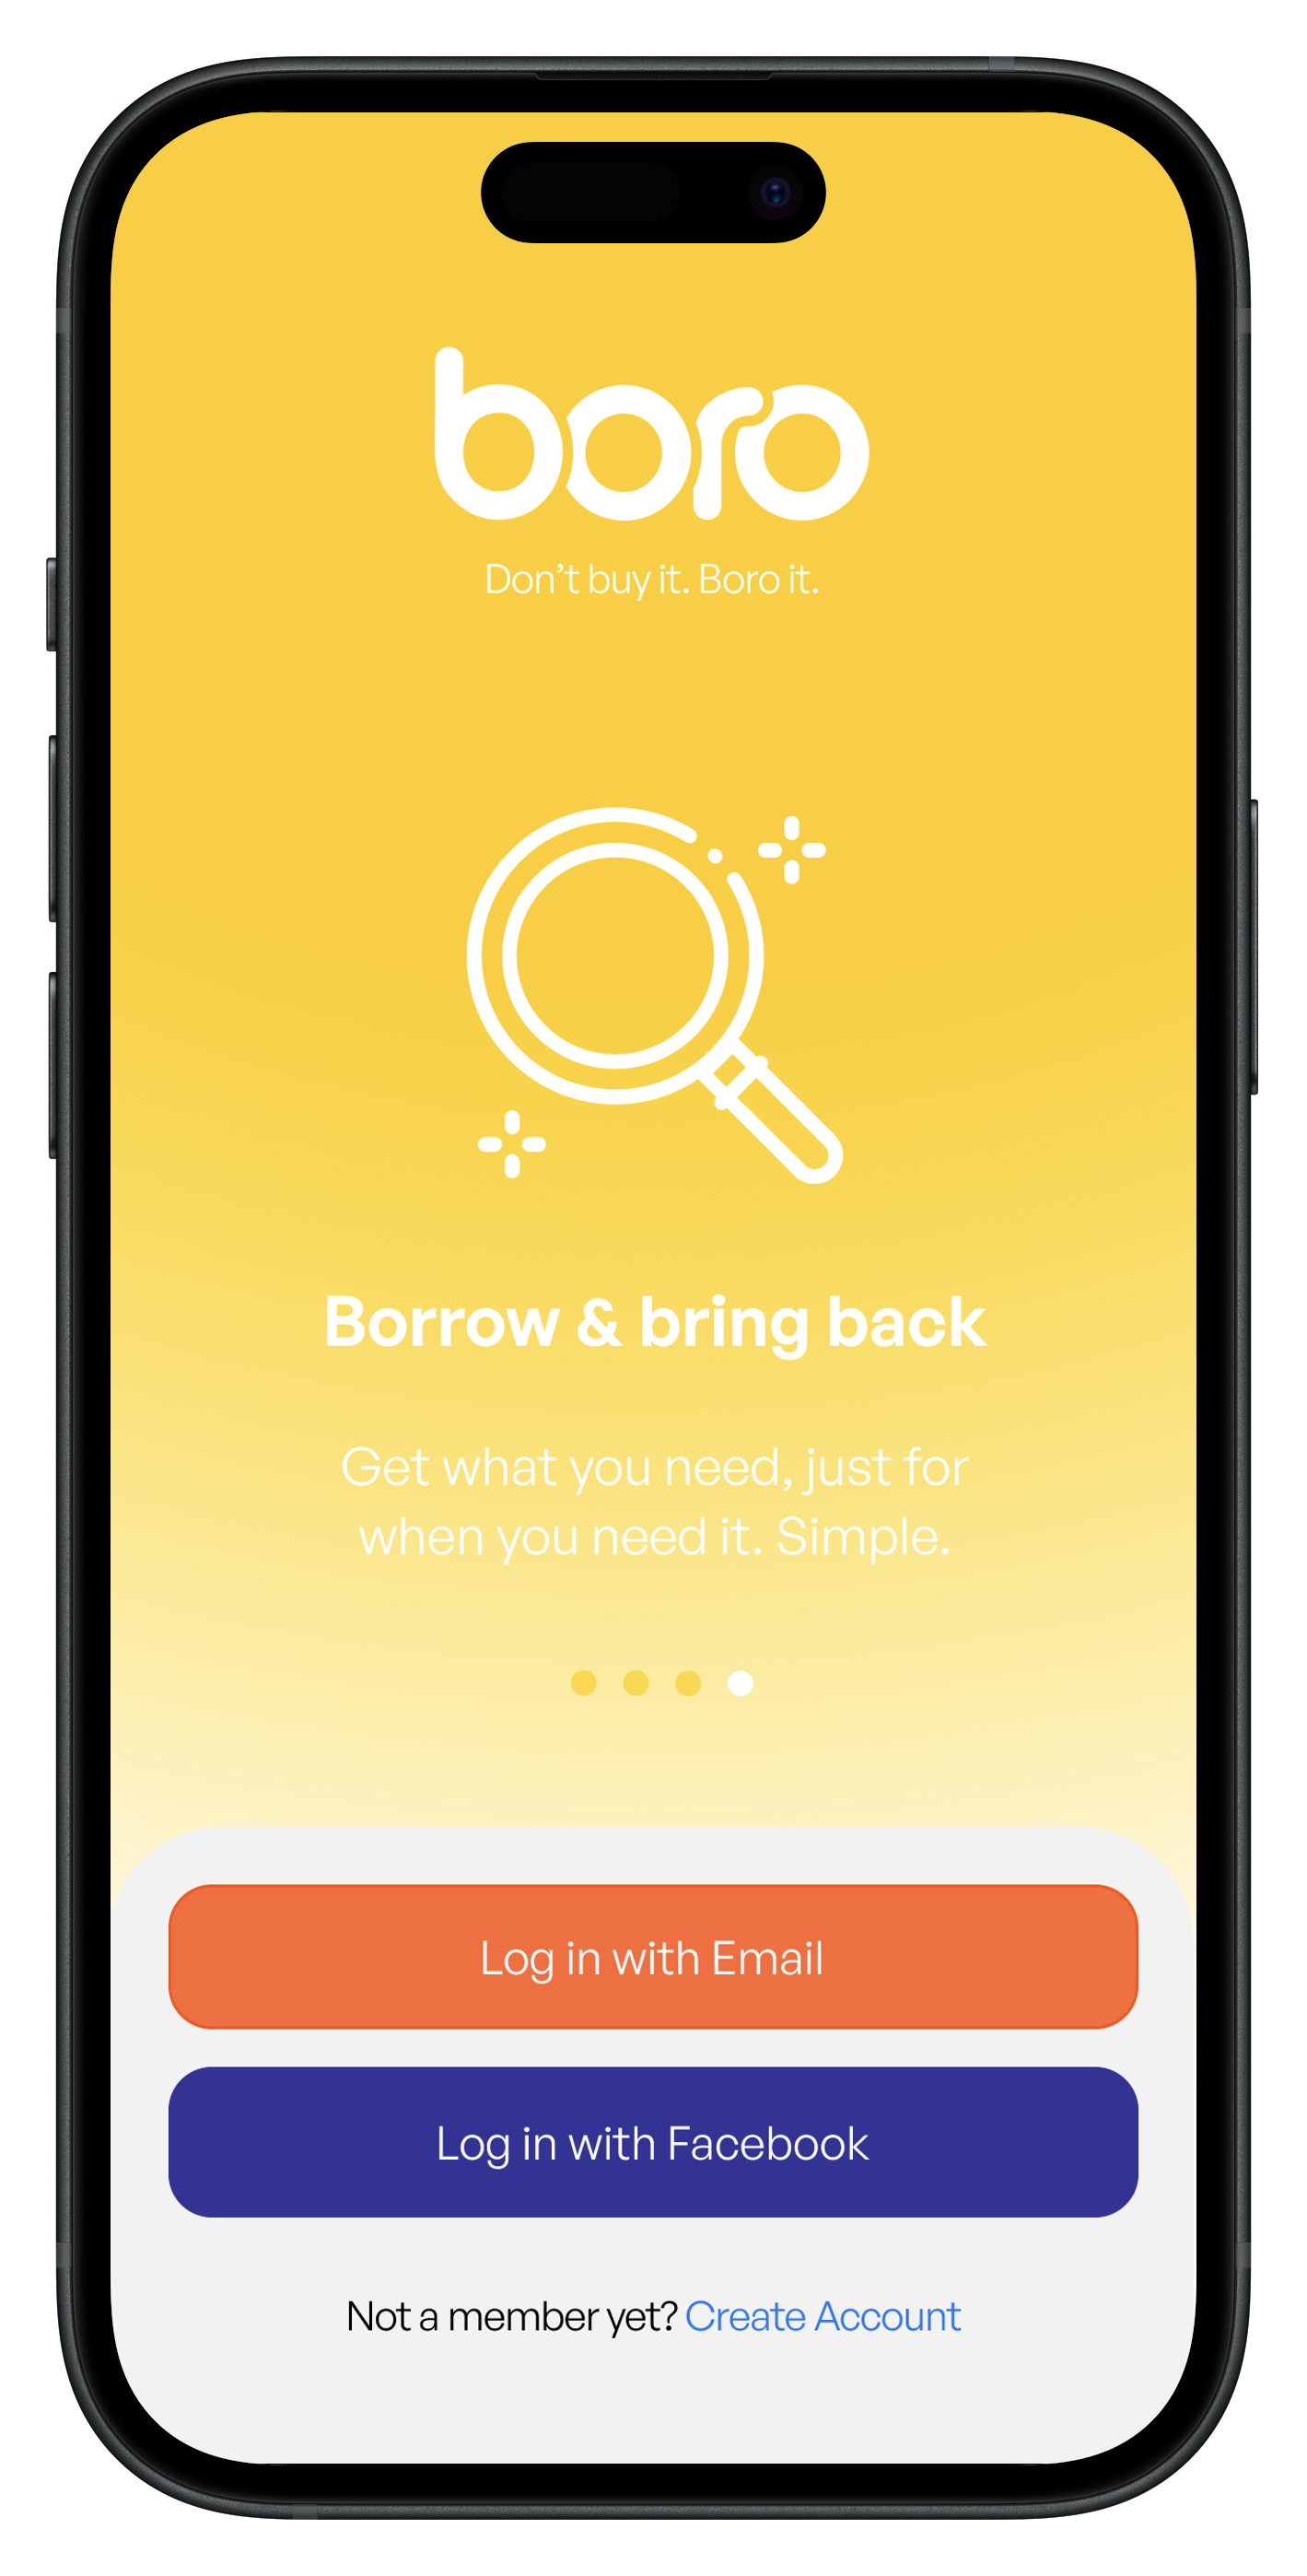 boro
Don’t buy it. Boro it.
Borrow & bring back
Get what you need, just for
when you need it. Simple.
Log in with Email
Log in with Facebook
Not a member yet? Create Account